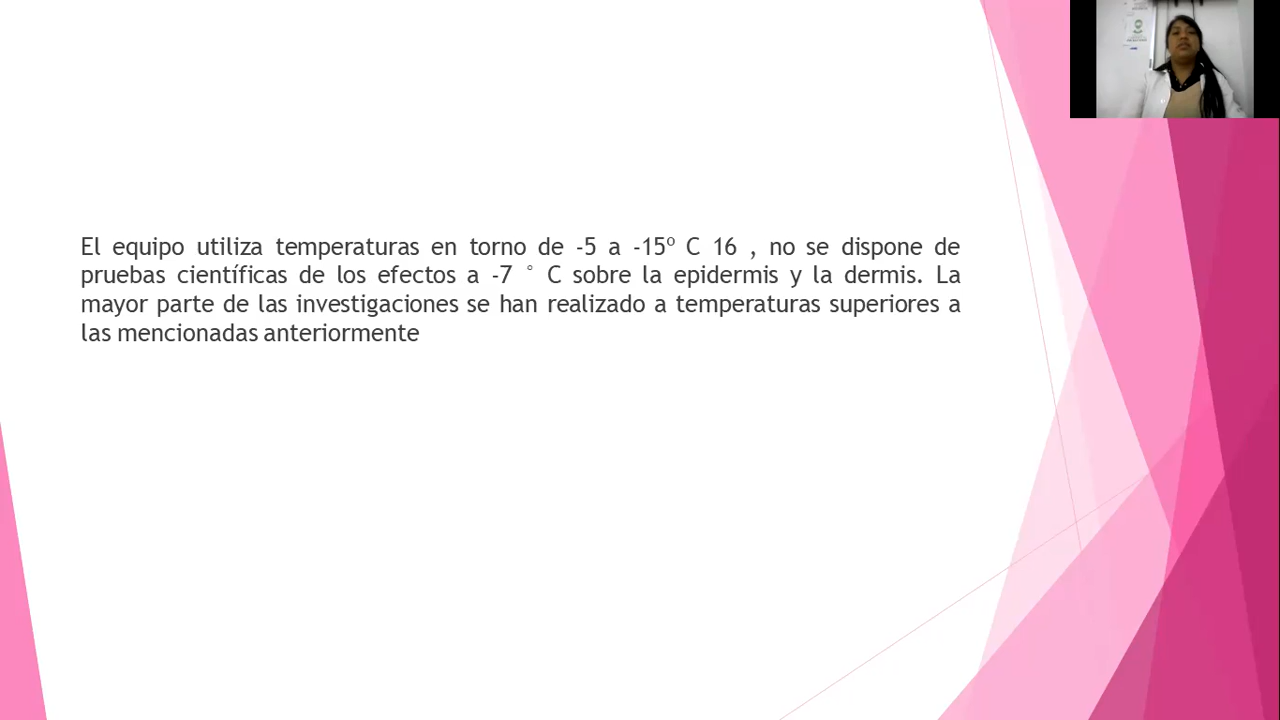 El equipo utiliza temperaturas en torno de -5 a -15º C 16 , no se dispone de
pruebas científicas de los efectos a -7 ° C sobre la epidermis y la dermis. La
mayor parte de las investigaciones se han realizado a temperaturas superiores a
las mencionadas anteriormente